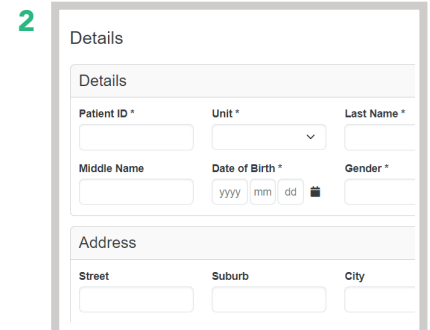 2
Details
Details
Patient ID * Unit * Last Name *
Middle Name Date of Birth * Gender *
yyyy mm dd
Address
Street Suburb City